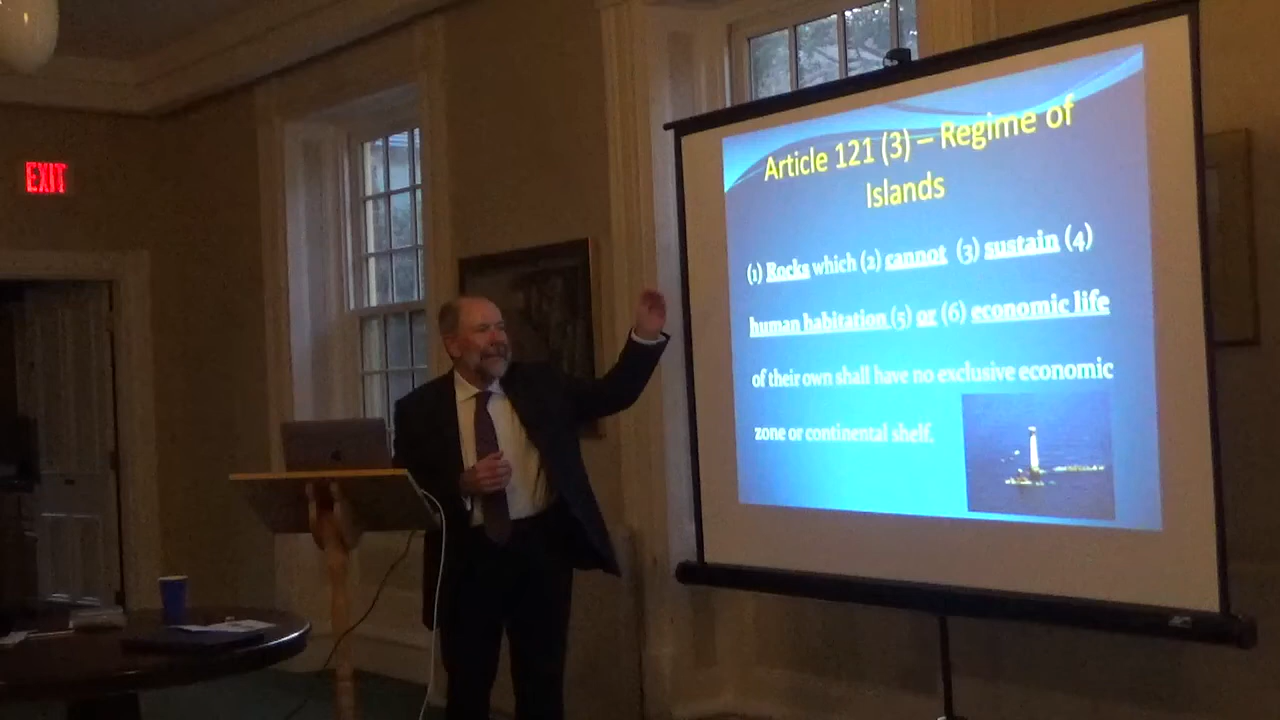 EXIT
Article 121 (3) – Regime of
Islands
(1) Rocks which (2) cannot (3) sustain (4)
human habitation (5) or (6) economic life
of their own shall have no exclusive economic
zone or continental shelf.